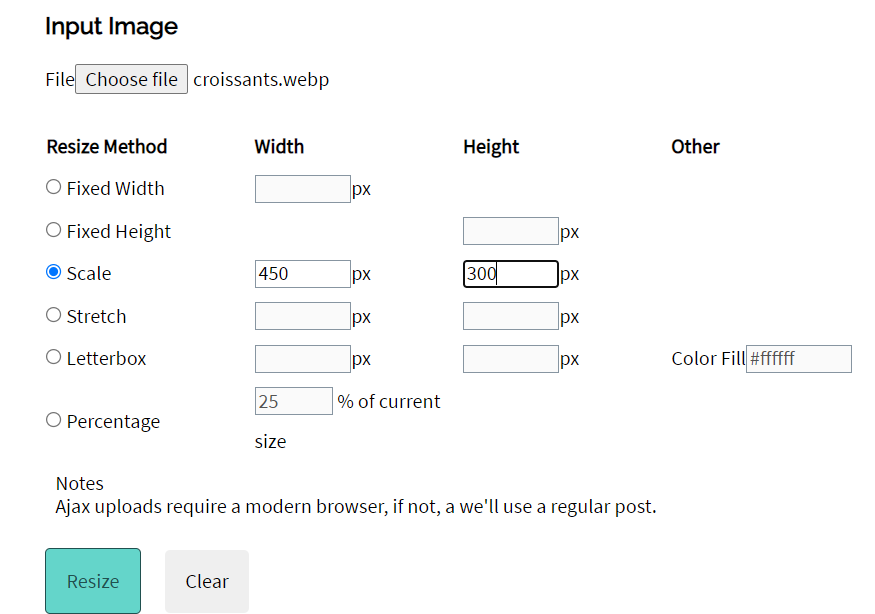 Input Image
File Choose file croissants.webp
Resize Method Width Height Other
Fixed Width px
Fixed Height px
Scale 450 px 300 px
Stretch px px
Letterbox px px Color Fill #ffffff
Percentage 25 % of current size
Notes
Ajax uploads require a modern browser, if not, a we'll use a regular post.
Resize Clear